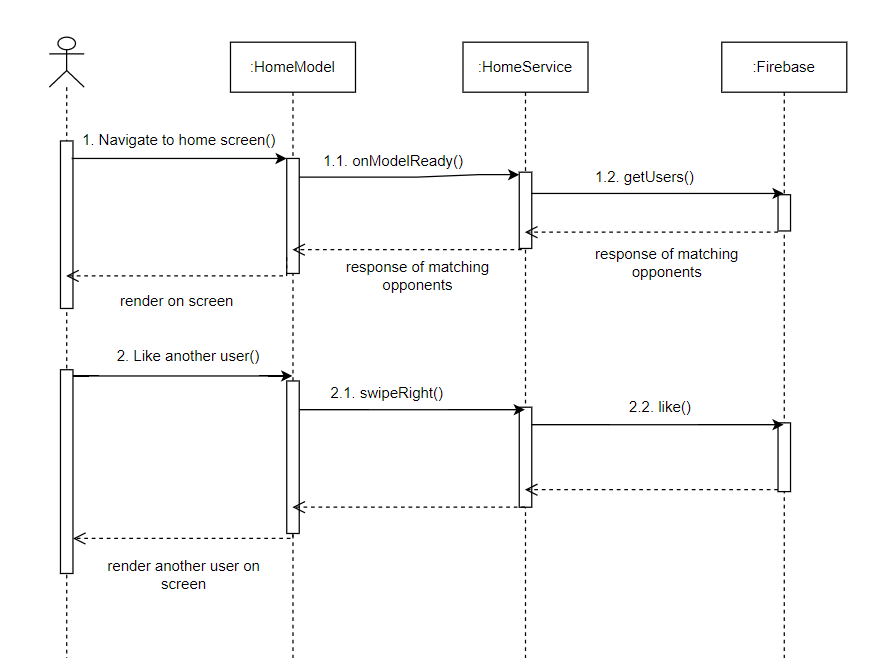 :HomeModel
:HomeService
:Firebase
1. Navigate to home screen()
1.1. onModelReady()
1.2. getUsers()
response of matching
opponents
response of matching
opponents
render on screen
2. Like another user()
2.1. swipeRight()
2.2. like()
render another user on
screen